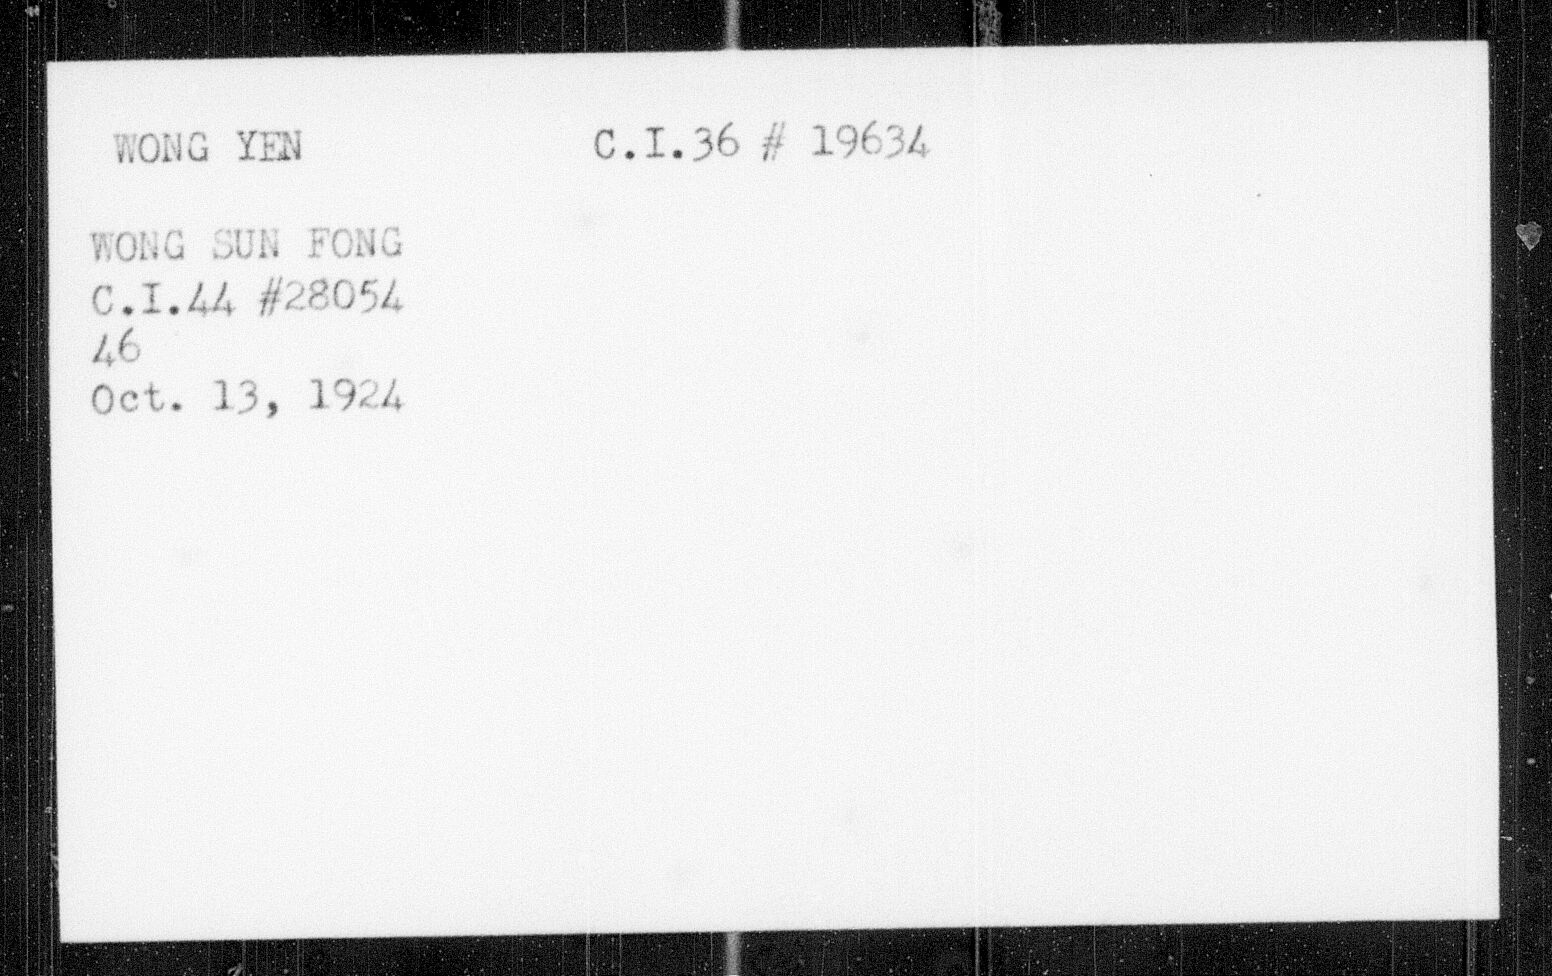 WONG YEN C.I.36 # 19634
WONG SUN FONG
C.I.44 #28054
46
Oct. 13, 1924